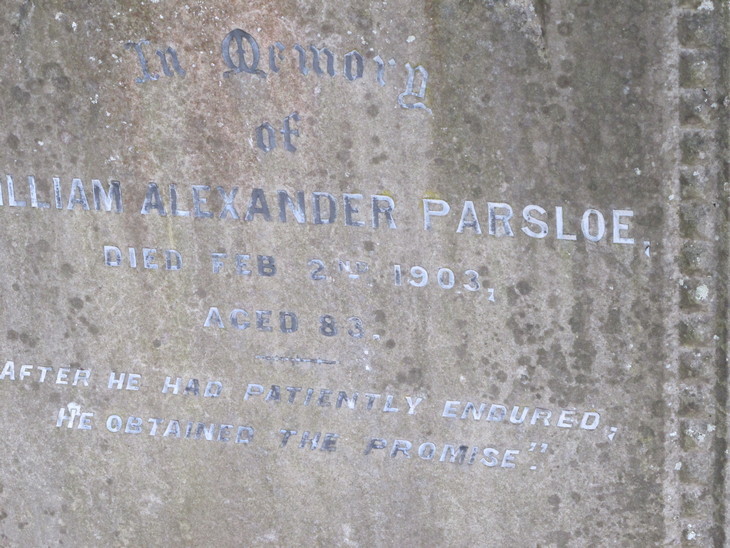 In Memory
of
WILLIAM ALEXANDER PARSLOE,
DIED FEB 2ND, 1903,
AGED 83.
AFTER HE HAD PATIENTLY ENDURED,
HE OBTAINED THE PROMISE".